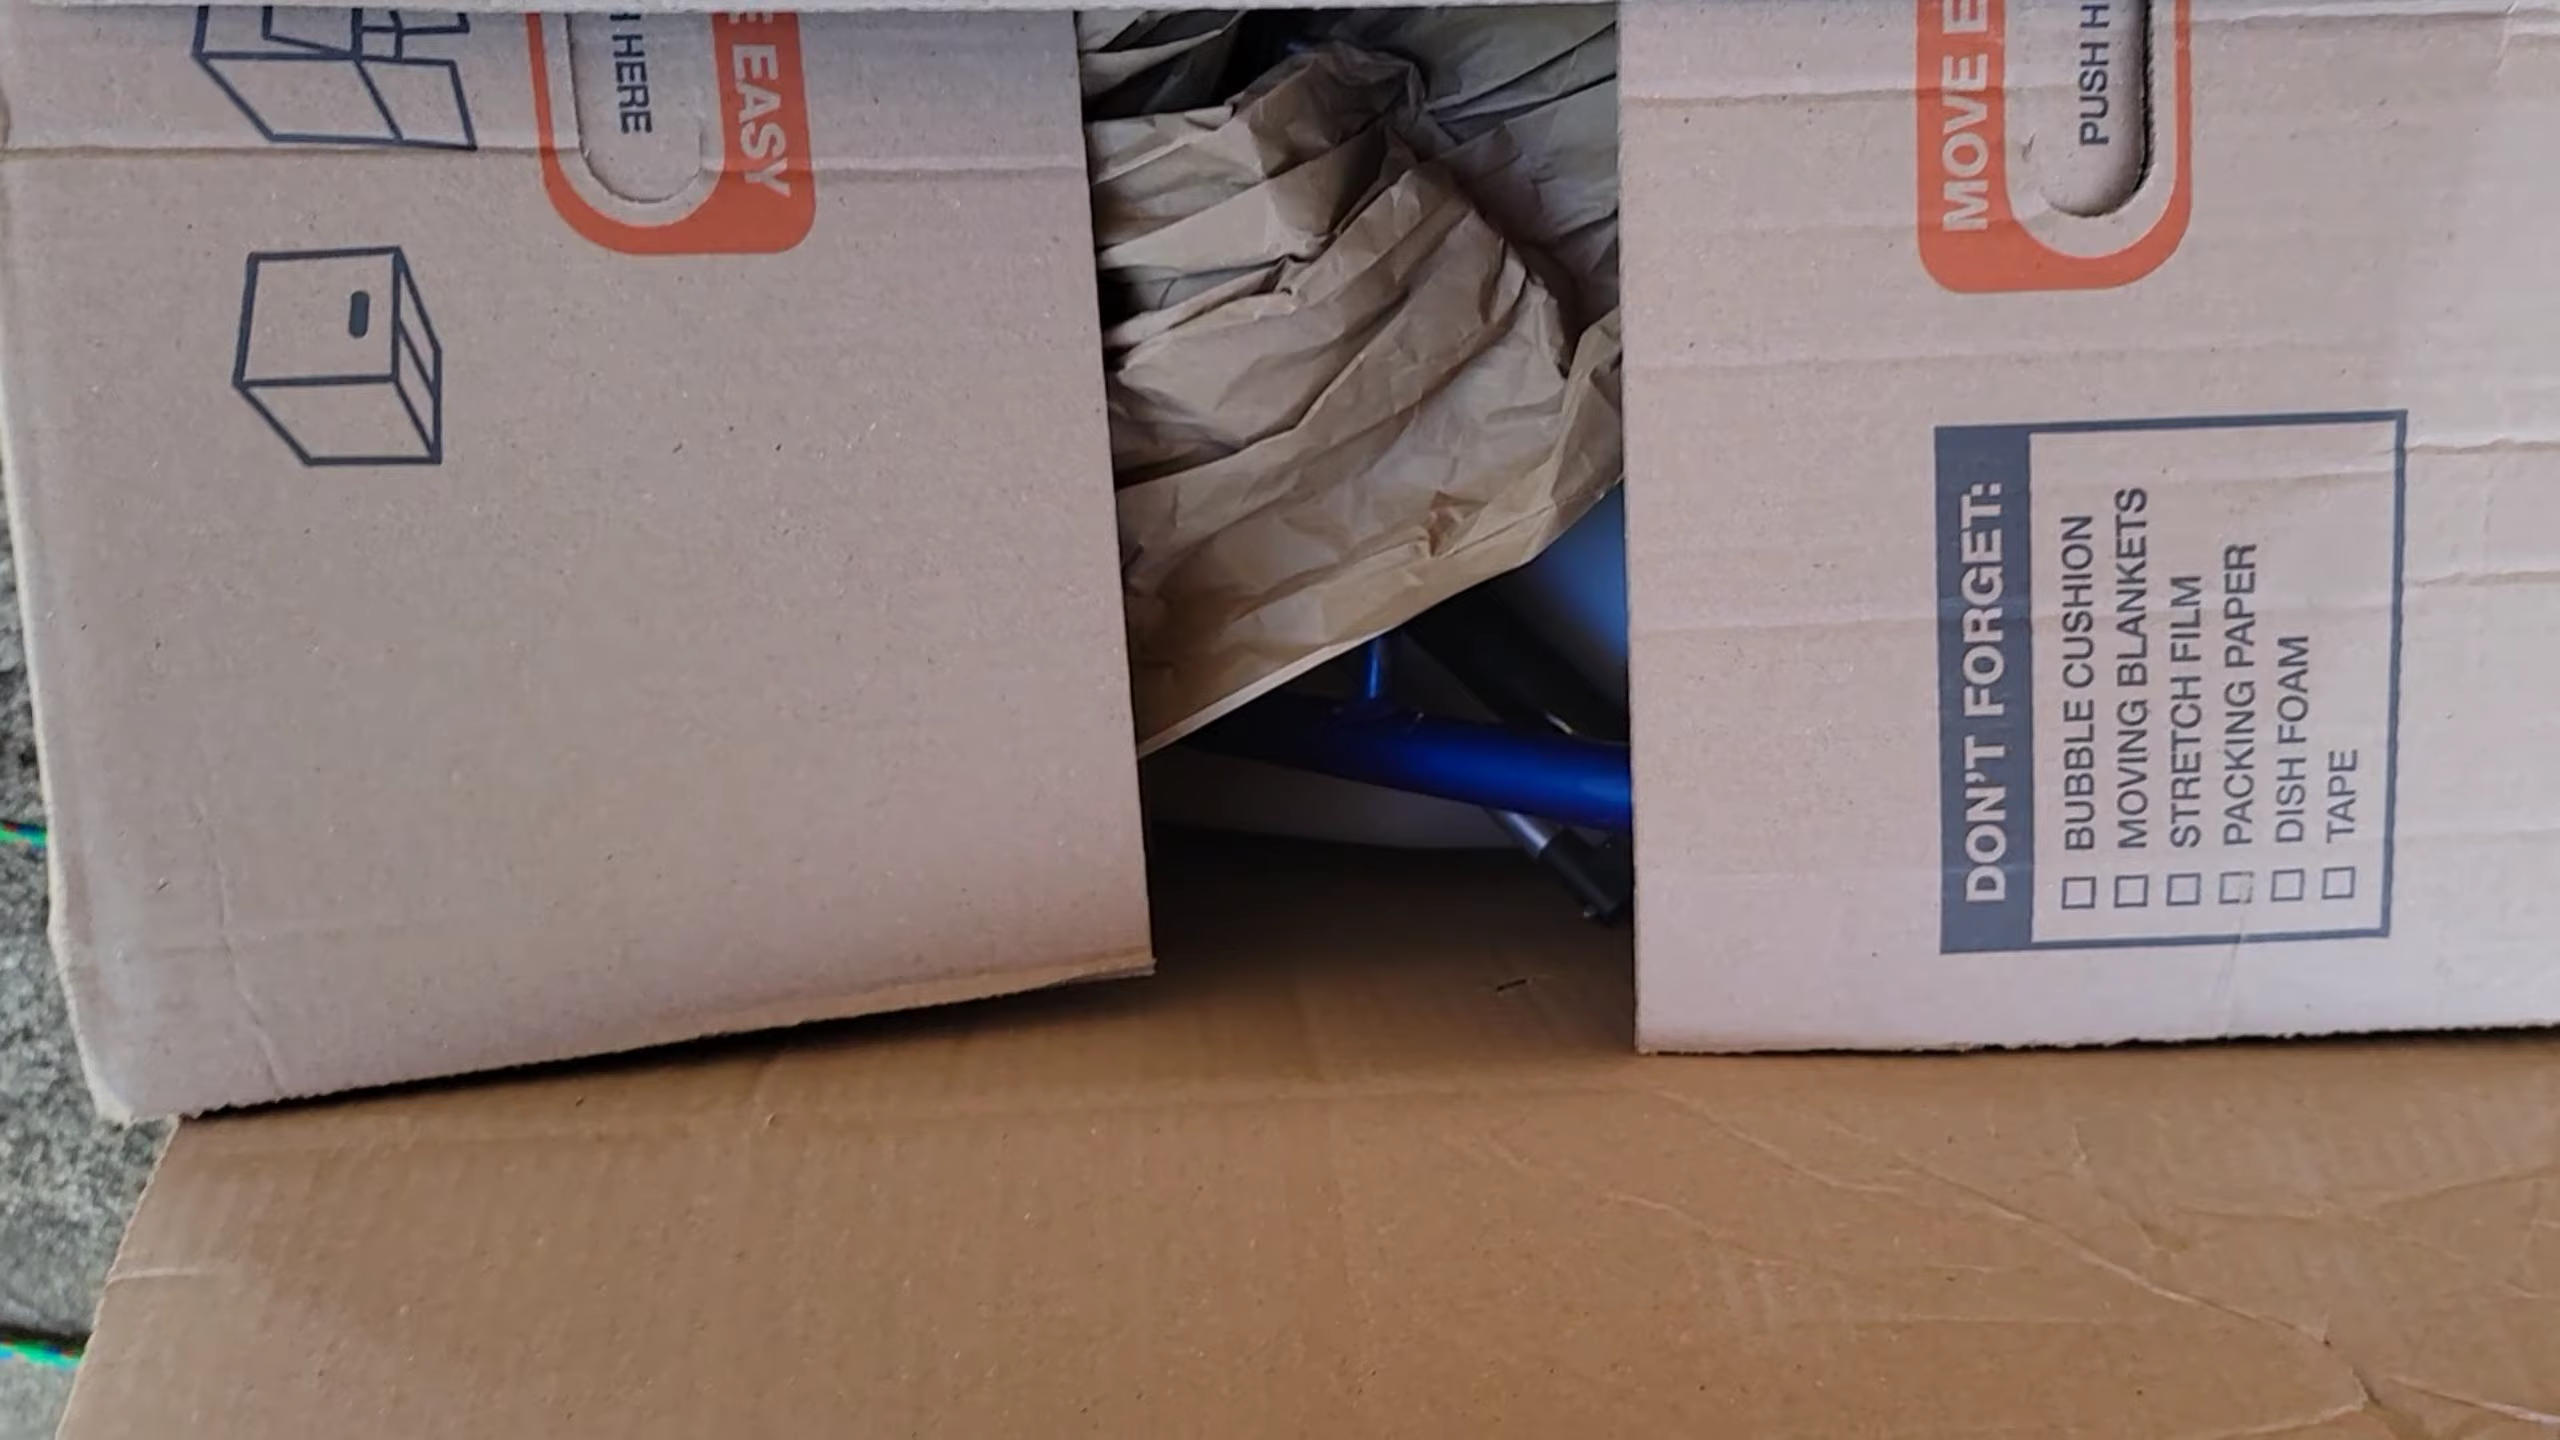 H HERE
E EASY
MOVE E
PUSH H
DON'T FORGET:
BUBBLE CUSHION
MOVING BLANKETS
STRETCH FILM
PACKING PAPER
DISH FOAM
TAPE